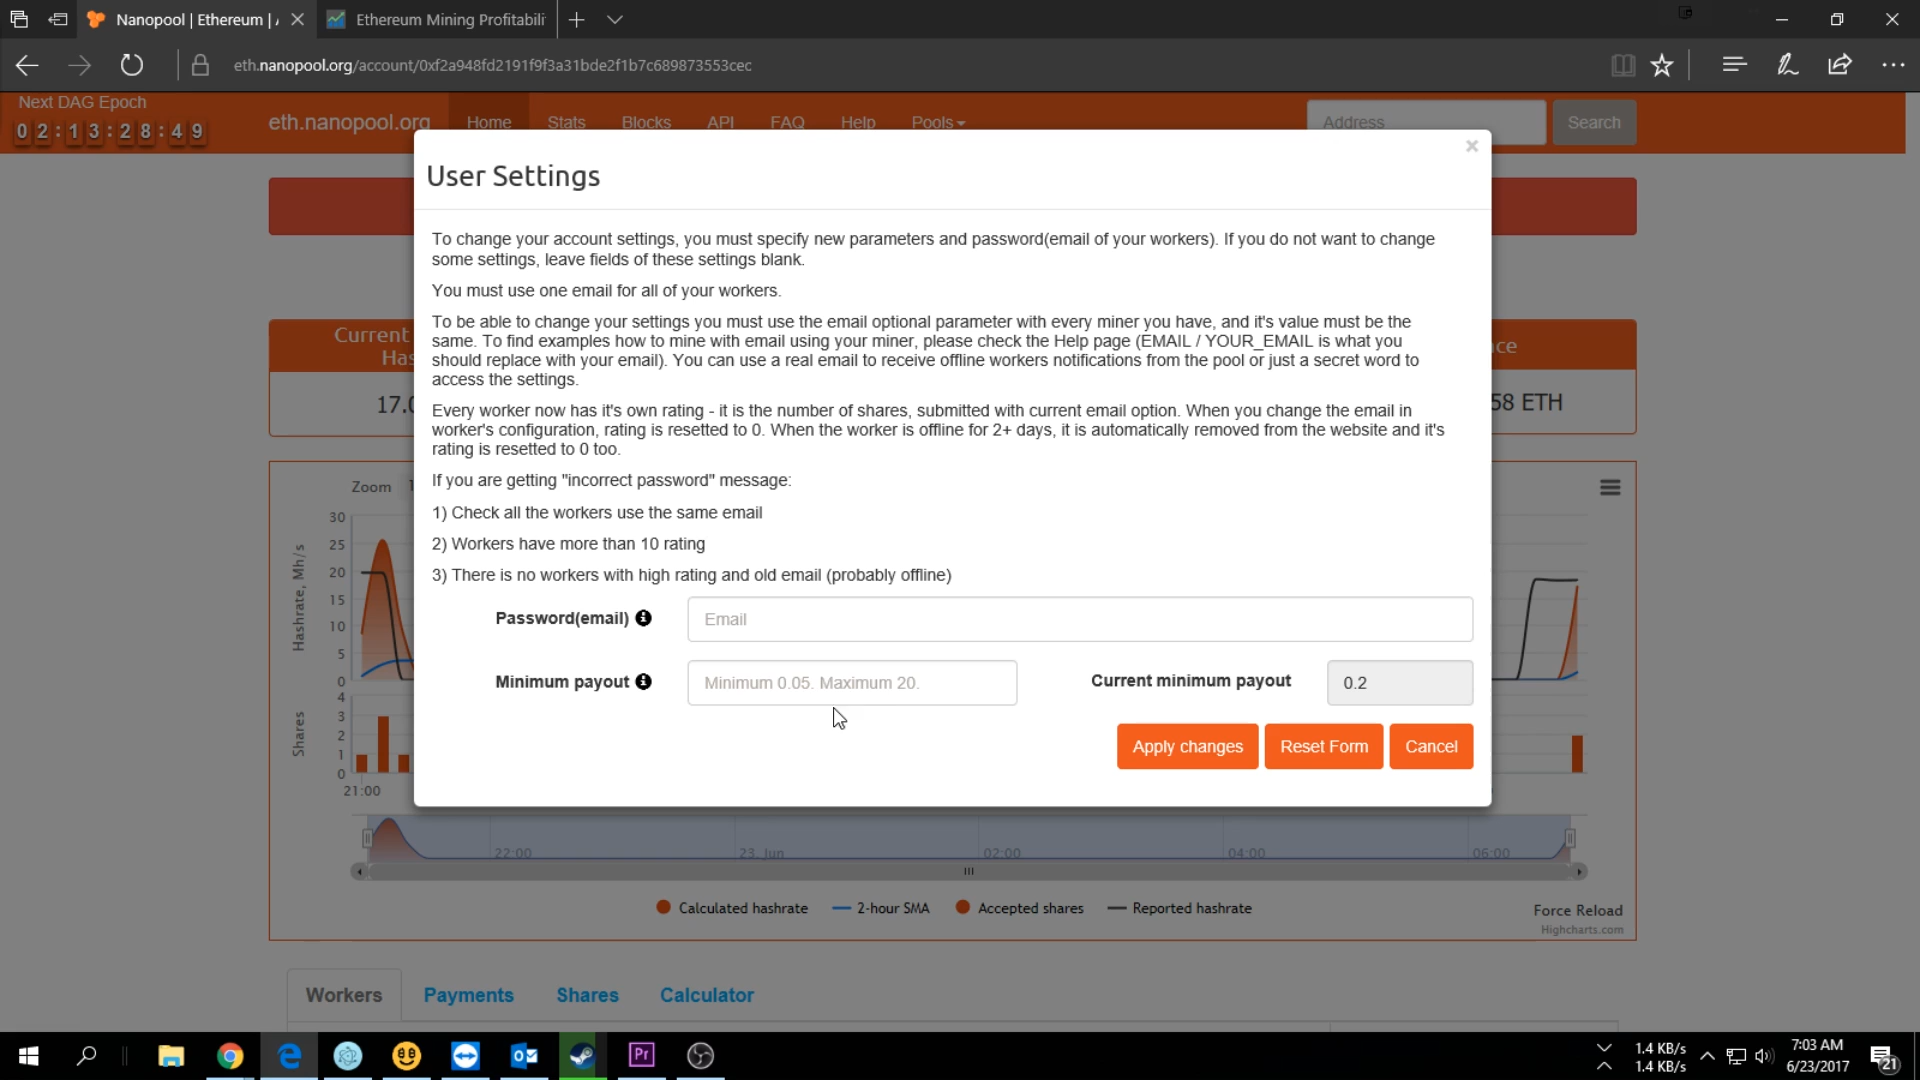 Nanopool | Ethereum | A
Ethereum Mining Profitabili
eth.nanopool.org/account/0xf2a948fd2191f9f3a31bde2f1b7c689873553cec
Next DAG Epoch
02:13:28:49
eth.nanopool.org
Home
Stats
Blocks
API
FAQ
Help
Pools
Address
Search
User Settings
×
To change your account settings, you must specify new parameters and password(email of your workers). If you do not want to change
some settings, leave fields of these settings blank.
You must use one email for all of your workers.
To be able to change your settings you must use the email optional parameter with every miner you have, and it's value must be the
same. To find examples how to mine with email using your miner, please check the Help page (EMAIL / YOUR_EMAIL is what you
should replace with your email). You can use a real email to receive offline workers notifications from the pool or just a secret word to
access the settings.
Every worker now has it's own rating - it is the number of shares, submitted with current email option. When you change the email in
worker's configuration, rating is resetted to 0. When the worker is offline for 2+ days, it is automatically removed from the website and it's
rating is resetted to 0 too.
If you are getting "incorrect password" message:
1) Check all the workers use the same email
2) Workers have more than 10 rating
3) There is no workers with high rating and old email (probably offline)
Password(email)
Email
Minimum payout
Minimum 0.05. Maximum 20.
Current minimum payout
0.2
Apply changes
Reset Form
Cancel
Current
Has
17.0
ce
58 ETH
Zoom
1
Hashrate, Mh/s
30
25
20
15
10
5
0
Shares
4
3
2
1
0
21:00
22:00
23. Jun
02:00
04:00
06:00
Calculated hashrate
2-hour SMA
Accepted shares
Reported hashrate
Force Reload
Highcharts.com
Workers
Payments
Shares
Calculator
Pr
1.4 KB/s
1.4 KB/s
7:03 AM
6/23/2017
21